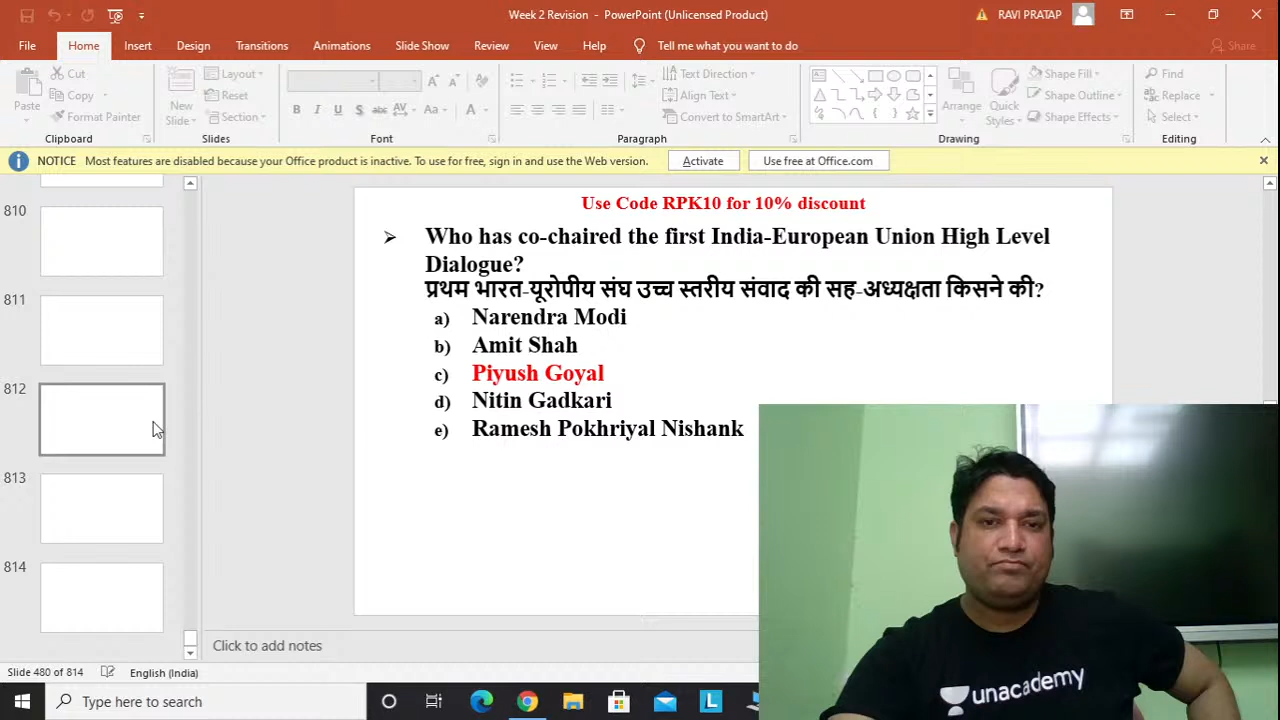 Week 2 Revision - PowerPoint (Unlicensed Product)
RAVI PRATAP
File Home Insert Design Transitions Animations Slide Show Review View Help Tell me what you want to do Share
Cut
Copy
Format Painter
Paste
Clipboard
New Slide
Layout
Reset
Section
Slides
Font
Text Direction
Align Text
Convert to SmartArt
Paragraph
Arrange
Quick Styles
Shape Fill
Shape Outline
Shape Effects
Drawing
Find
Replace
Select
Editing
NOTICE Most features are disabled because your Office product is inactive. To use for free, sign in and use the Web version. Activate Use free at Office.com
810
811
812
813
814
Use Code RPK10 for 10% discount
➢ Who has co-chaired the first India-European Union High Level
Dialogue?
प्रथम भारत-यूरोपीय संघ उच्च स्तरीय संवाद की सह-अध्यक्षता किसने की?
a) Narendra Modi
b) Amit Shah
c) Piyush Goyal
d) Nitin Gadkari
e) Ramesh Pokhriyal Nishank
unacademy
Click to add notes
Slide 480 of 814 English (India)
Type here to search